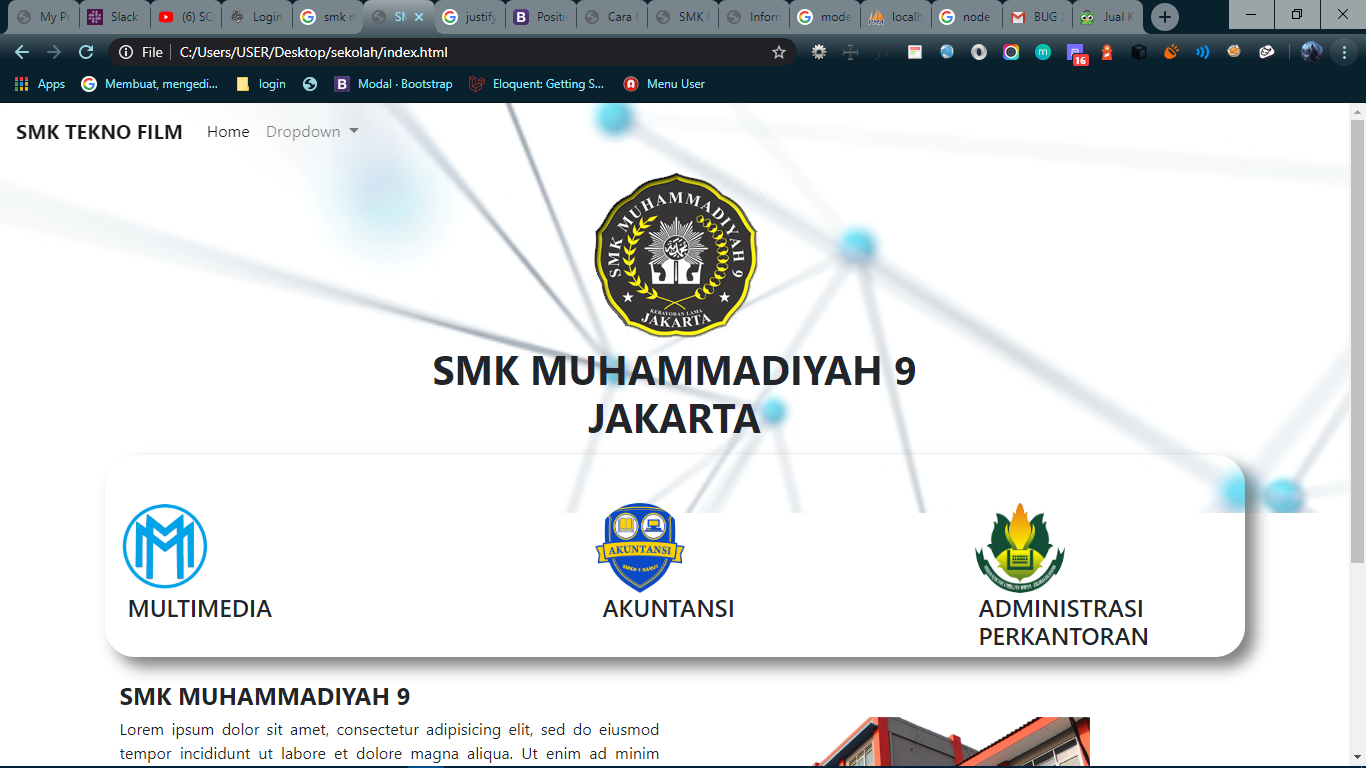 My P
Slack
(6) SC
Login
smk n
SM
justify
Positi
Cara
SMK
Inform
mode
localh
node
BUG
Jual K
File
C:/Users/USER/Desktop/sekolah/index.html
16
Apps
Membuat, mengedi...
login
Modal · Bootstrap
Eloquent: Getting S...
Menu User
SMK TEKNO FILM
Home
Dropdown
SMK MUHAMMADIYAH 9
KEBAYORAN LAMA
JAKARTA
SMK MUHAMMADIYAH 9
JAKARTA
AKUNTANSI
MULTIMEDIA
AKUNTANSI
ADMINISTRASI
PERKANTORAN
SMK MUHAMMADIYAH 9
Lorem ipsum dolor sit amet, consectetur adipisicing elit, sed do eiusmod
tempor incididunt ut labore et dolore magna aliqua. Ut enim ad minim